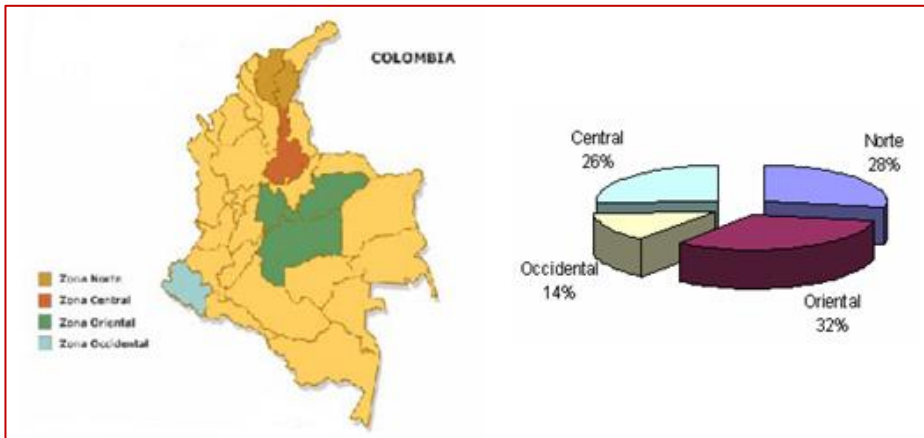 COLOMBIA
Zona Norte
Zona Central
Zona Oriental
Zona Occidental
Central
26%
Norte
28%
Occidental
14%
Oriental
32%